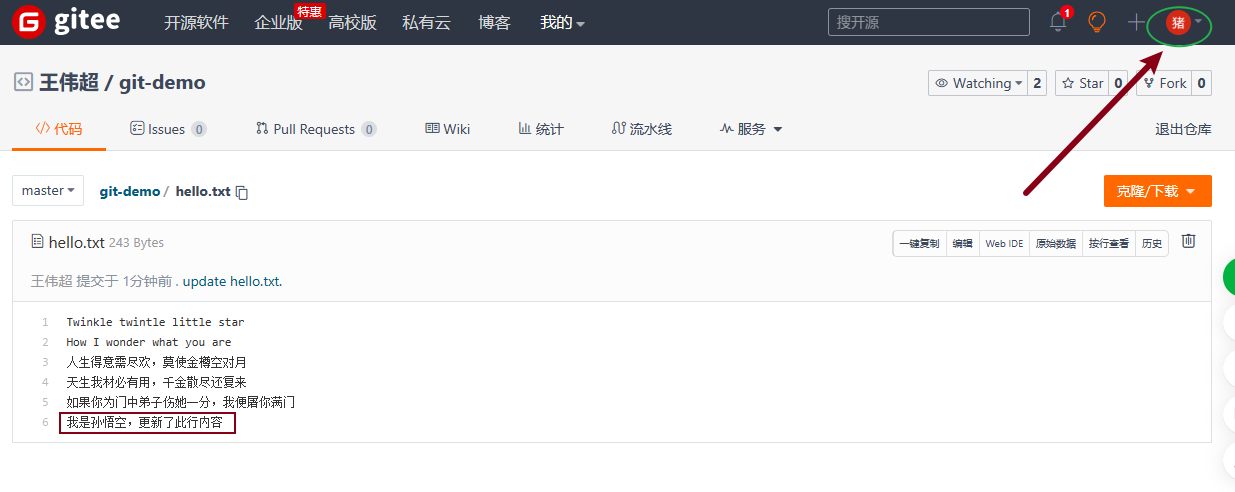 gitee 开源软件 企业版 特惠 高校版 私有云 博客 我的 搜开源 1 猪
王伟超 / git-demo Watching 2 Star 0 Fork 0
代码 Issues 0 Pull Requests 0 Wiki 统计 流水线 服务 退出仓库
master git-demo / hello.txt 克隆/下载
hello.txt 243 Bytes 一键复制 编辑 Web IDE 原始数据 按行查看 历史
王伟超 提交于 1分钟前 . update hello.txt.
1 Twinkle twintle little star
2 How I wonder what you are
3 人生得意需尽欢，莫使金樽空对月
4 天生我材必有用，千金散尽还复来
5 如果你为门中弟子伤她一分，我便屠你满门
6 我是孙悟空，更新了此行内容